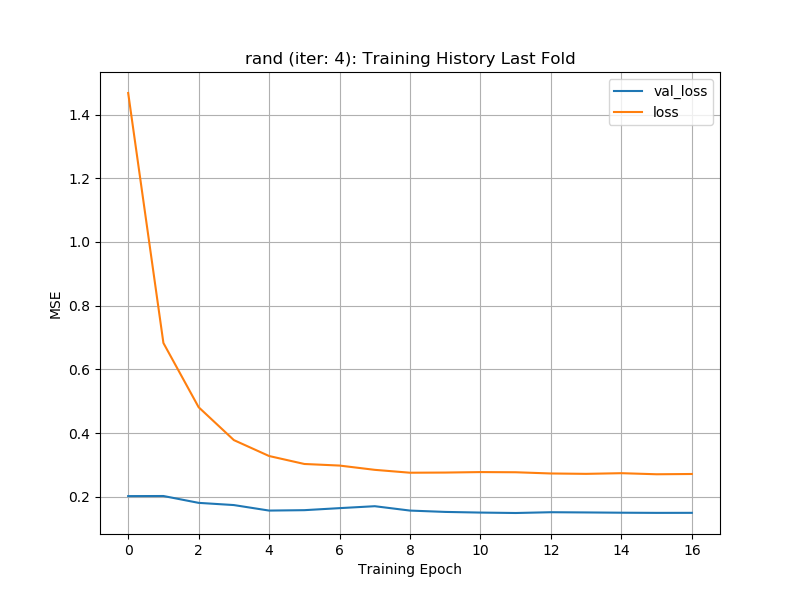 rand (iter: 4): Training History Last Fold
val_loss
loss
MSE
1.4
1.2
1.0
0.8
0.6
0.4
0.2
0 2 4 6 8 10 12 14 16
Training Epoch